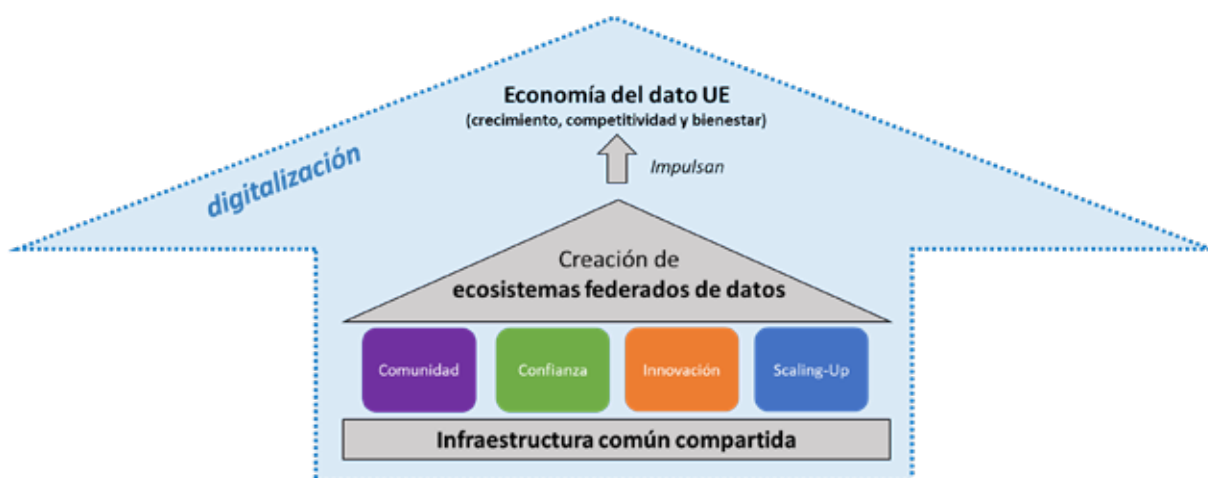 Economía del dato UE
(crecimiento, competitividad y bienestar)
Impulsan
digitalización
Creación de
ecosistemas federados de datos
Comunidad
Confianza
Innovación
Scaling-Up
Infraestructura común compartida